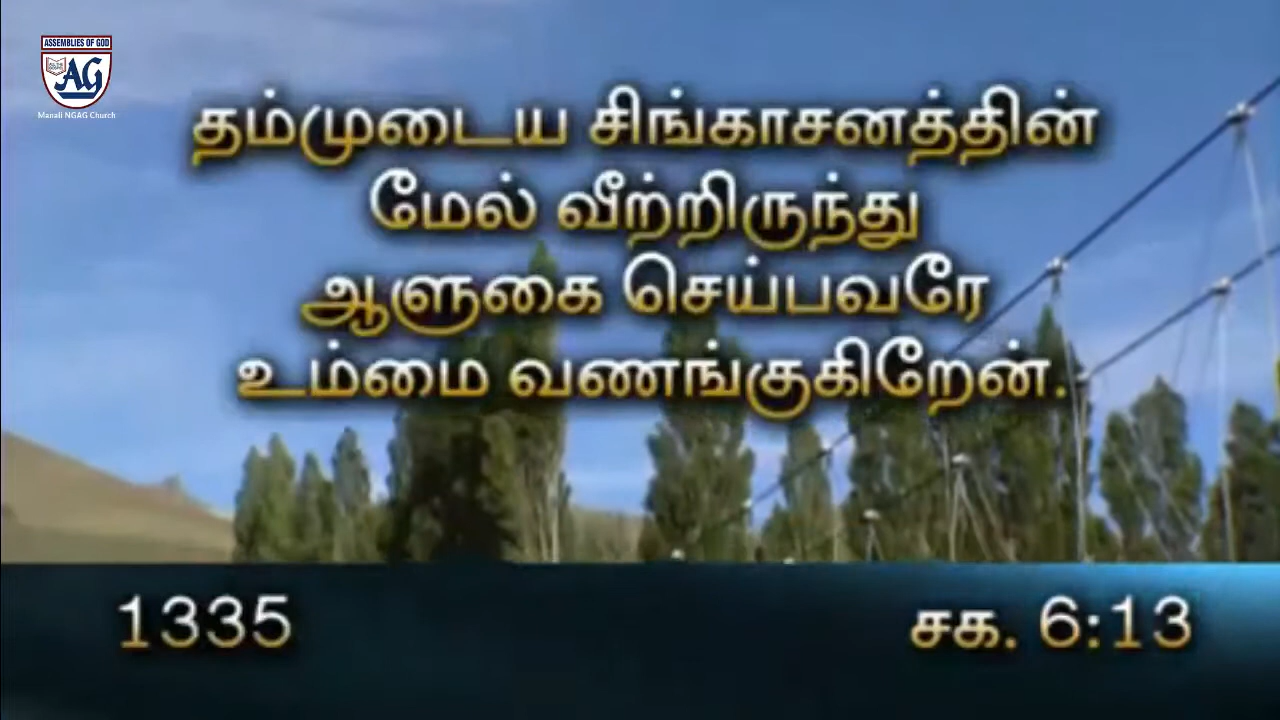 ASSEMBLIES OF GOD
AG
Manali NGAG Church
தம்முடைய சிங்காசனத்தின்
மேல் வீற்றிருந்து
ஆளுகை செய்பவரே
உம்மை வணங்குகிறேன்.
1335
சக. 6:13